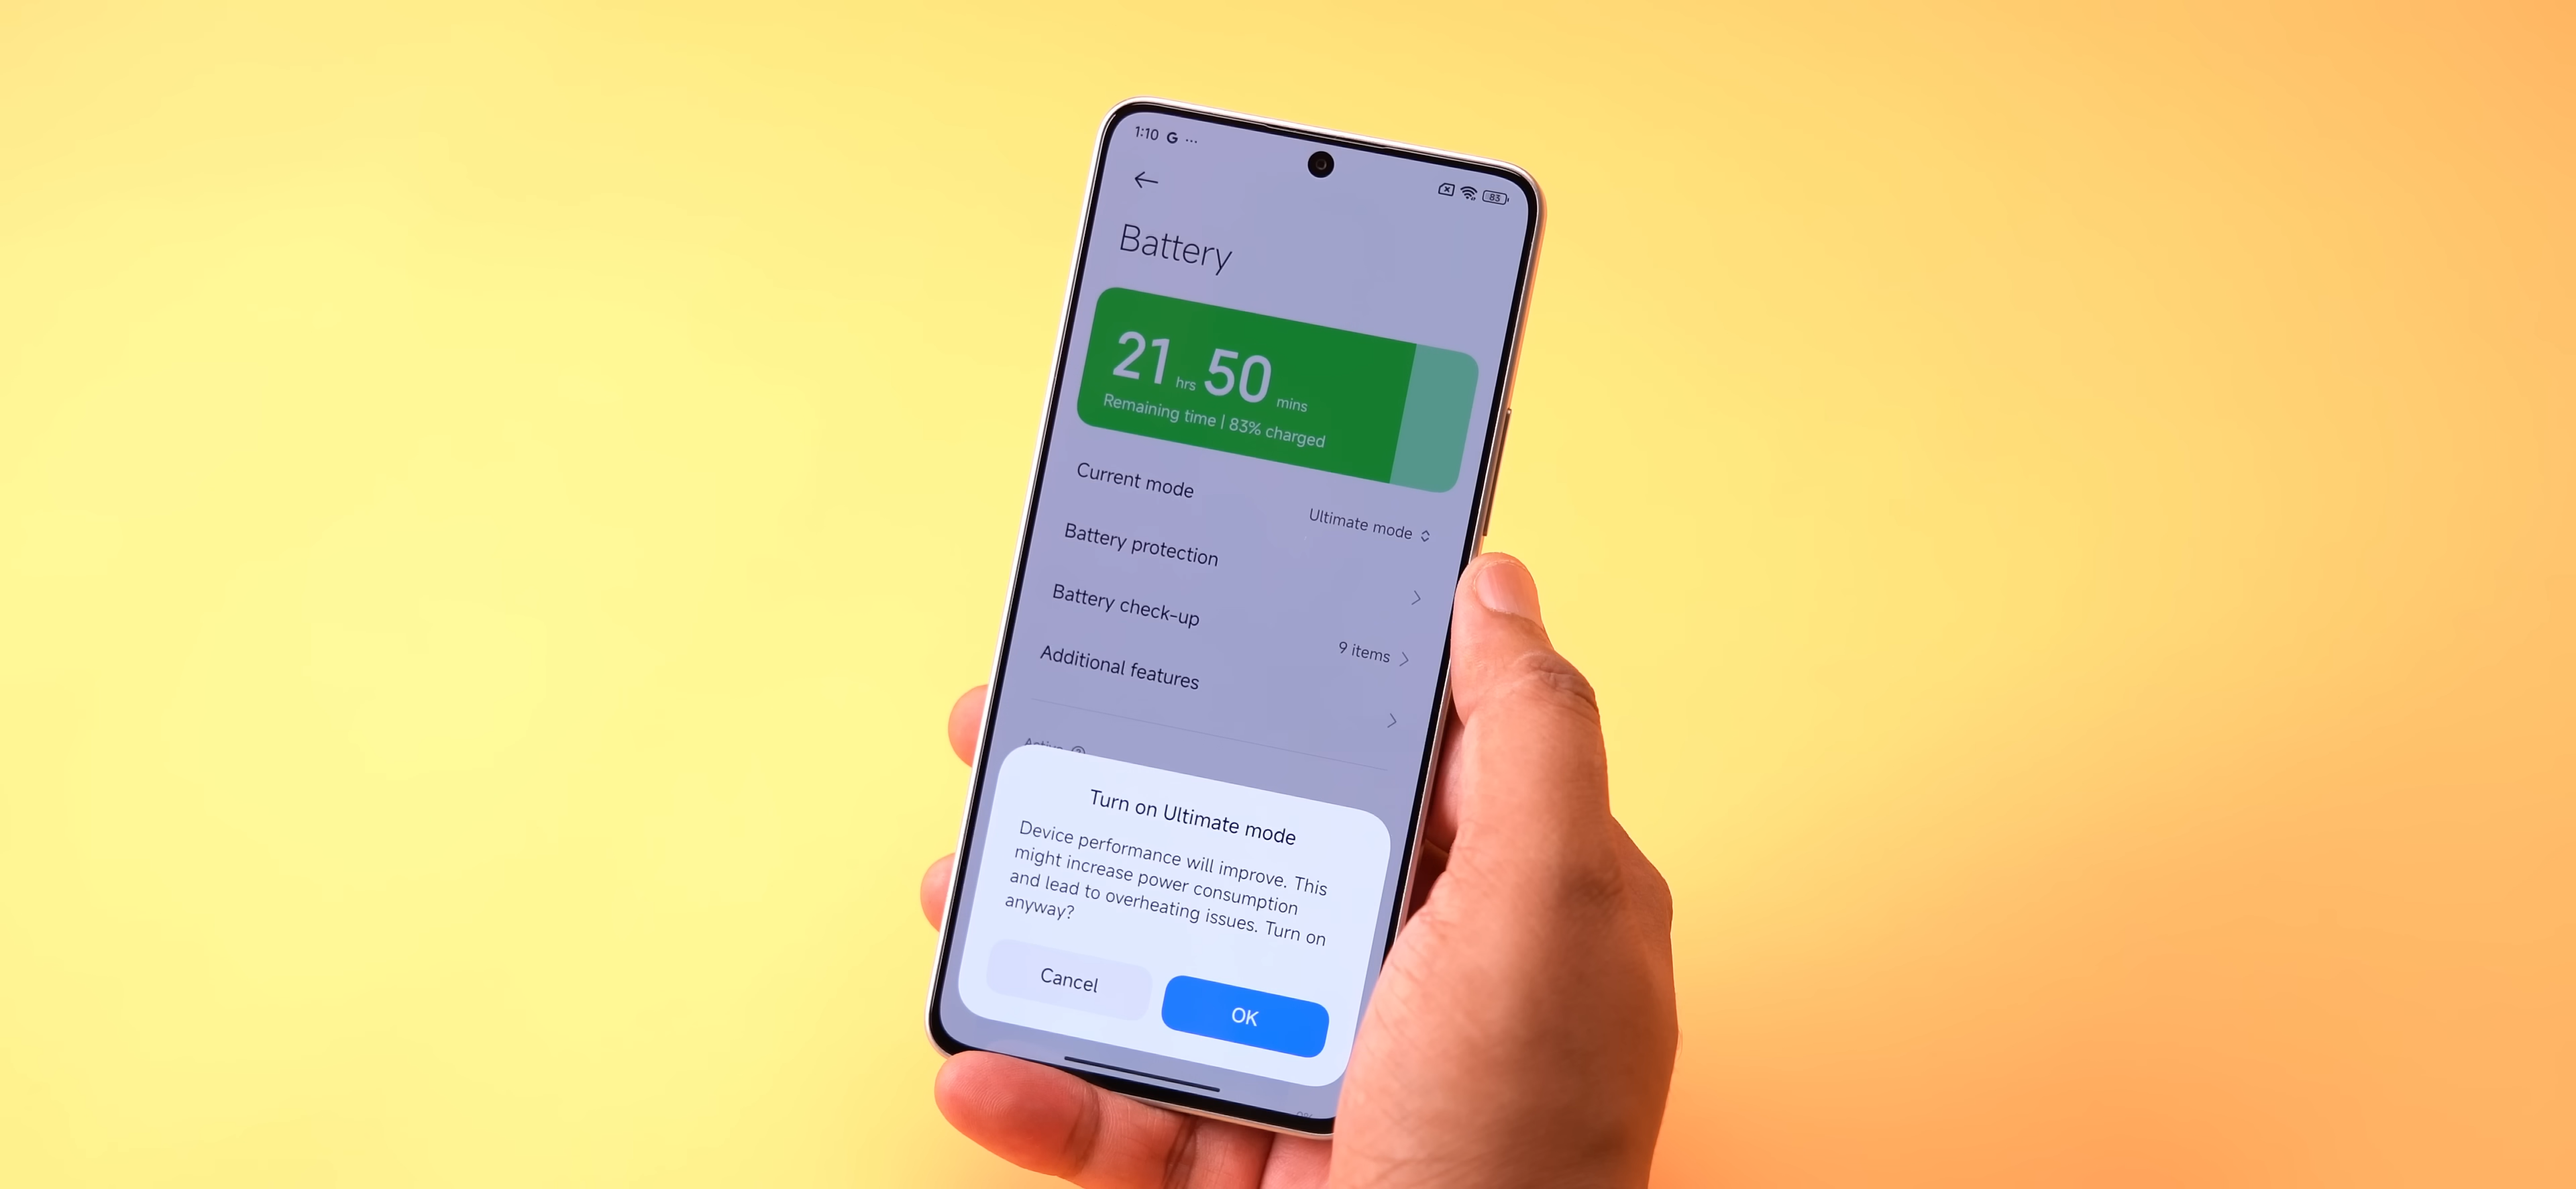 1:10 G ...
83
Battery
21 hrs 50 mins
Remaining time | 83% charged
Current mode
Ultimate mode
Battery protection
Battery check-up
9 items
Additional features
Active
Turn on Ultimate mode
Device performance will improve. This
might increase power consumption
and lead to overheating issues. Turn on
anyway?
Cancel
OK